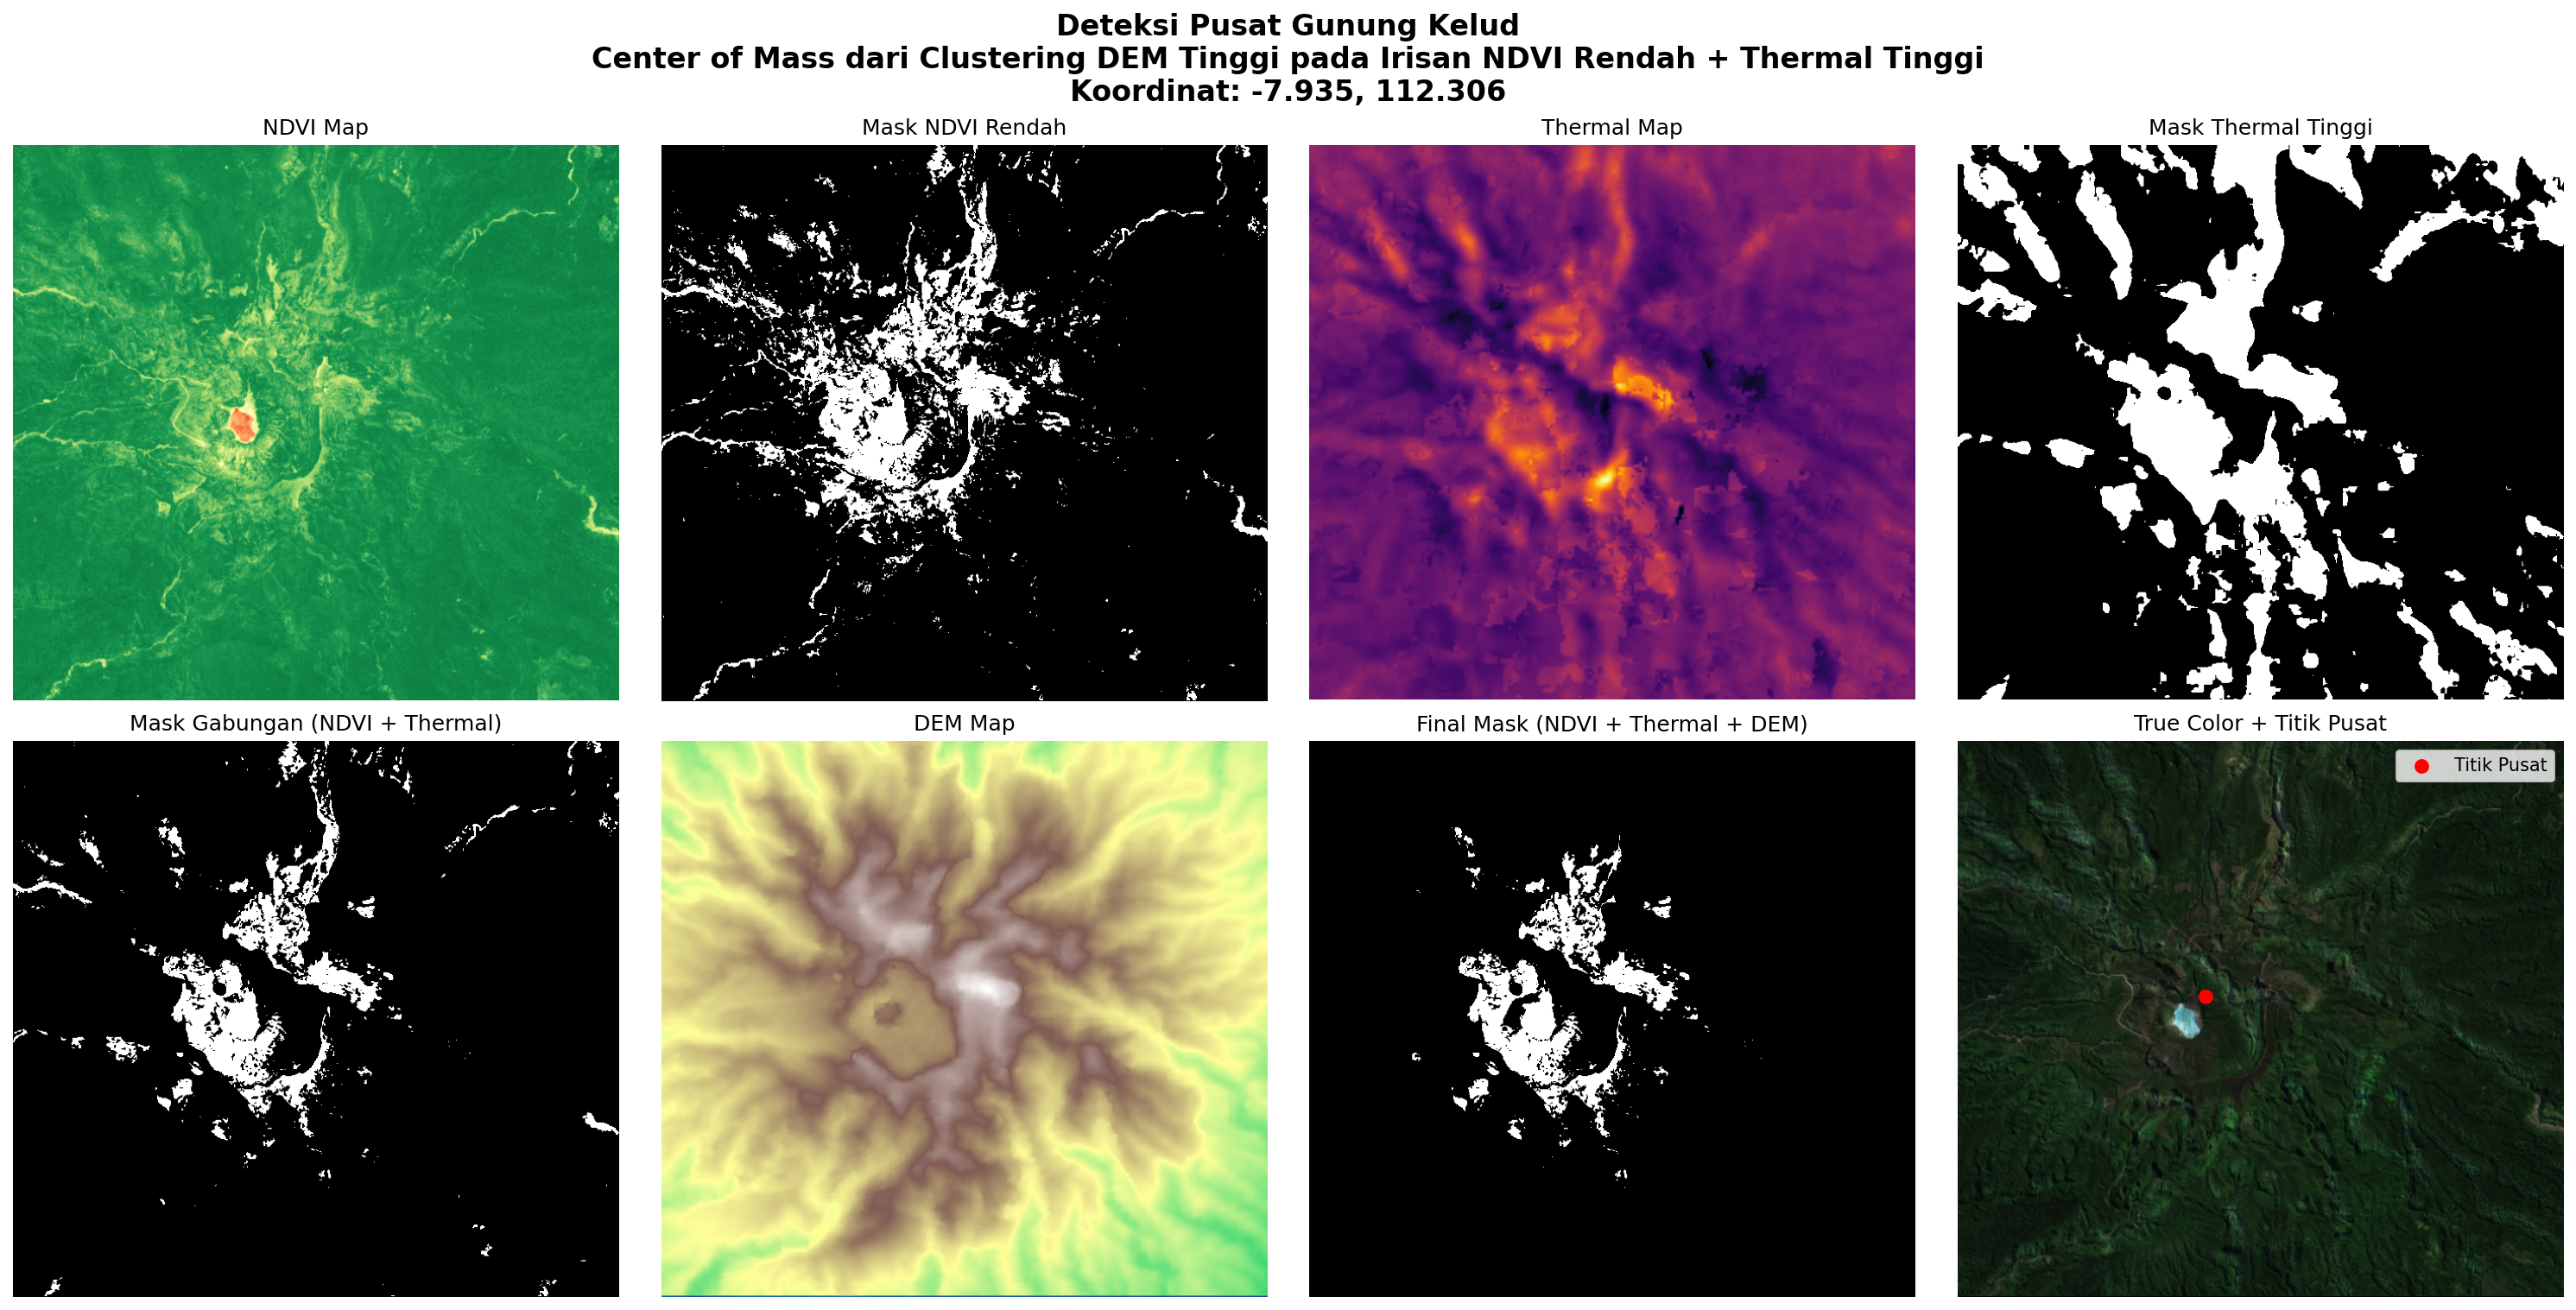 Deteksi Pusat Gunung Kelud
Center of Mass dari Clustering DEM Tinggi pada Irisan NDVI Rendah + Thermal Tinggi
Koordinat: -7.935, 112.306
NDVI Map
Mask NDVI Rendah
Thermal Map
Mask Thermal Tinggi
Mask Gabungan (NDVI + Thermal)
DEM Map
Final Mask (NDVI + Thermal + DEM)
True Color + Titik Pusat
Titik Pusat